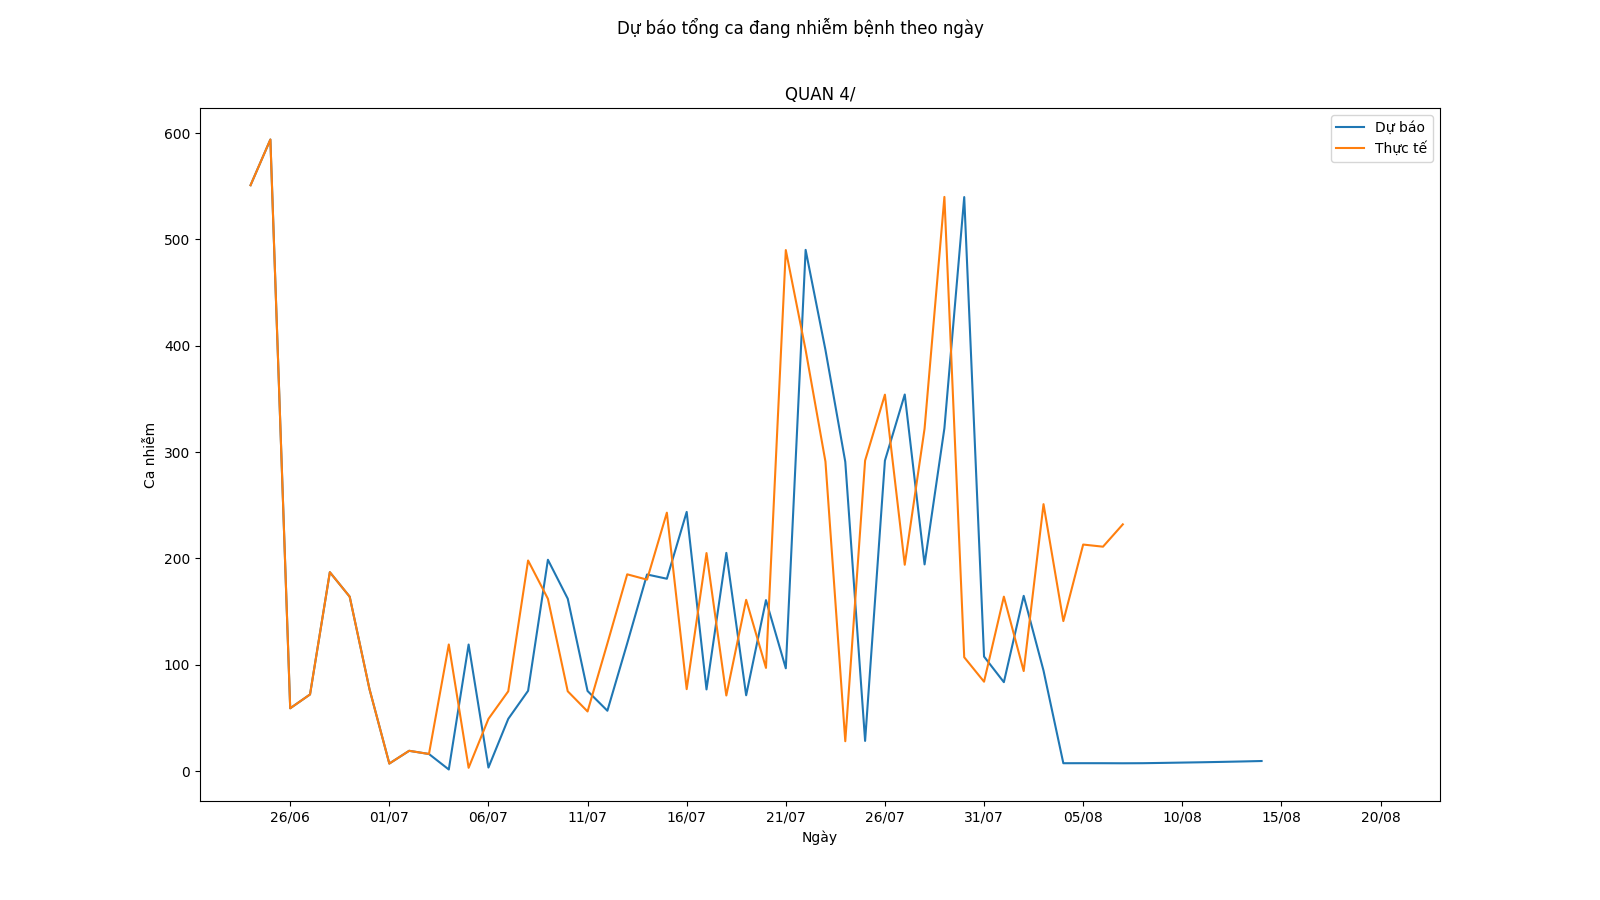 Dự báo tổng ca đang nhiễm bệnh theo ngày
QUAN 4/
Dự báo
Thực tế
Ca nhiễm
600
500
400
300
200
100
0
26/06 01/07 06/07 11/07 16/07 21/07 26/07 31/07 05/08 10/08 15/08 20/08
Ngày